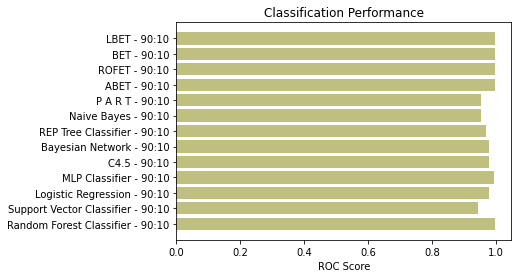 Classification Performance
LBET - 90:10
BET - 90:10
ROFET - 90:10
ABET - 90:10
P A R T - 90:10
Naive Bayes - 90:10
REP Tree Classifier - 90:10
Bayesian Network - 90:10
C4.5 - 90:10
MLP Classifier - 90:10
Logistic Regression - 90:10
Support Vector Classifier - 90:10
Random Forest Classifier - 90:10
0.0 0.2 0.4 0.6 0.8 1.0
ROC Score